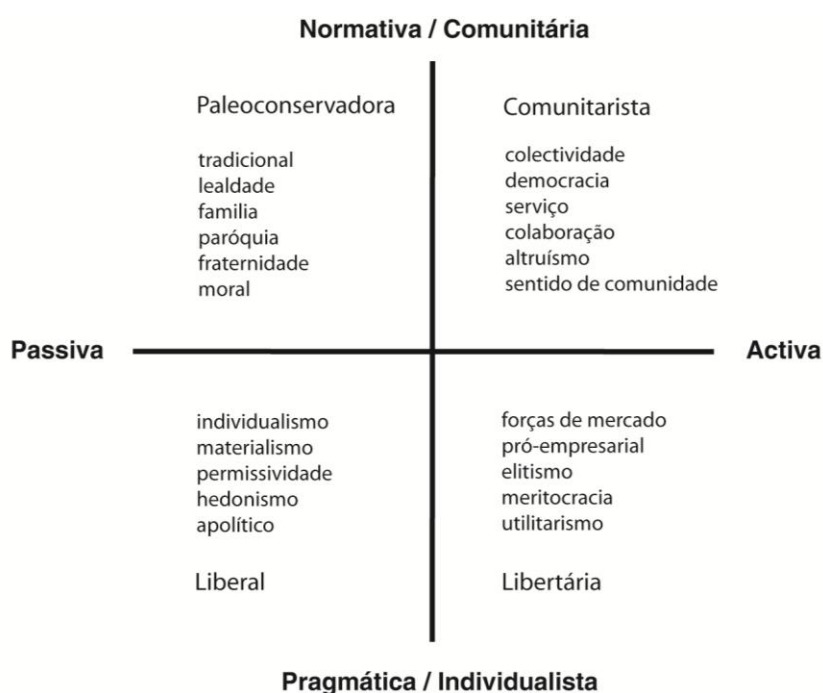 Normativa / Comunitária
Paleoconservadora
tradicional
lealdade
familia
paróquia
fraternidade
moral
Comunitarista
colectividade
democracia
serviço
colaboração
altruísmo
sentido de comunidade
Passiva
Activa
individualismo
materialismo
permissividade
hedonismo
apolítico
Liberal
forças de mercado
pró-empresarial
elitismo
meritocracia
utilitarismo
Libertária
Pragmática / Individualista